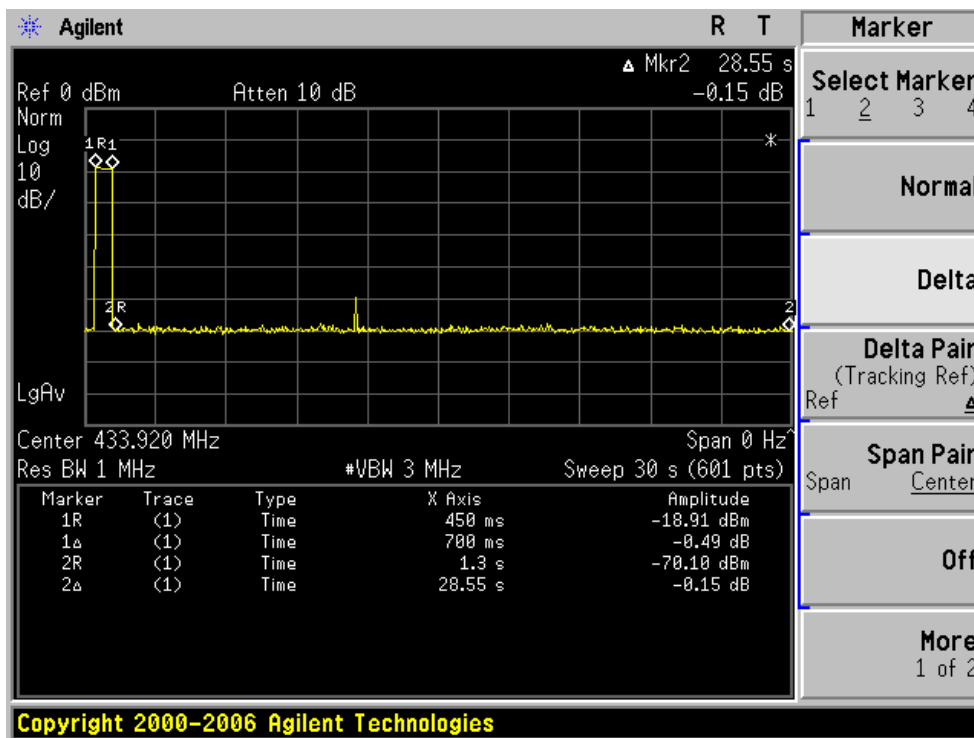 Agilent R T
Marker
▵ Mkr2 28.55 s
Ref 0 dBm Atten 10 dB -0.15 dB
Norm
Log
10
dB/
1R1
*
2R
2
LgAv
Center 433.920 MHz Span 0 Hz^
Res BW 1 MHz #VBW 3 MHz Sweep 30 s (601 pts)
Marker Trace Type X Axis Amplitude
1R (1) Time 450 ms -18.91 dBm
1▵ (1) Time 700 ms -0.49 dB
2R (1) Time 1.3 s -70.10 dBm
2▵ (1) Time 28.55 s -0.15 dB
Select Marker
1 2 3 4
Normal
Delta
Delta Pair
(Tracking Ref)
Ref ▵
Span Pair
Span Center
Off
More
1 of 2
Copyright 2000-2006 Agilent Technologies